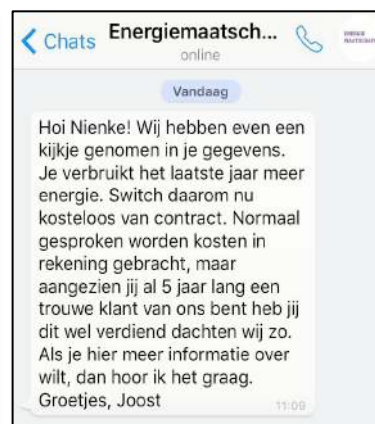 Chats
Energiemaatsch...
online
ENERGIE
MAATSCHAPPIJ
Vandaag
Hoi Nienke! Wij hebben even een
kijkje genomen in je gegevens.
Je verbruikt het laatste jaar meer
energie. Switch daarom nu
kosteloos van contract. Normaal
gesproken worden kosten in
rekening gebracht, maar
aangezien jij al 5 jaar lang een
trouwe klant van ons bent heb jij
dit wel verdiend dachten wij zo.
Als je hier meer informatie over
wilt, dan hoor ik het graag.
Groetjes, Joost
11:09